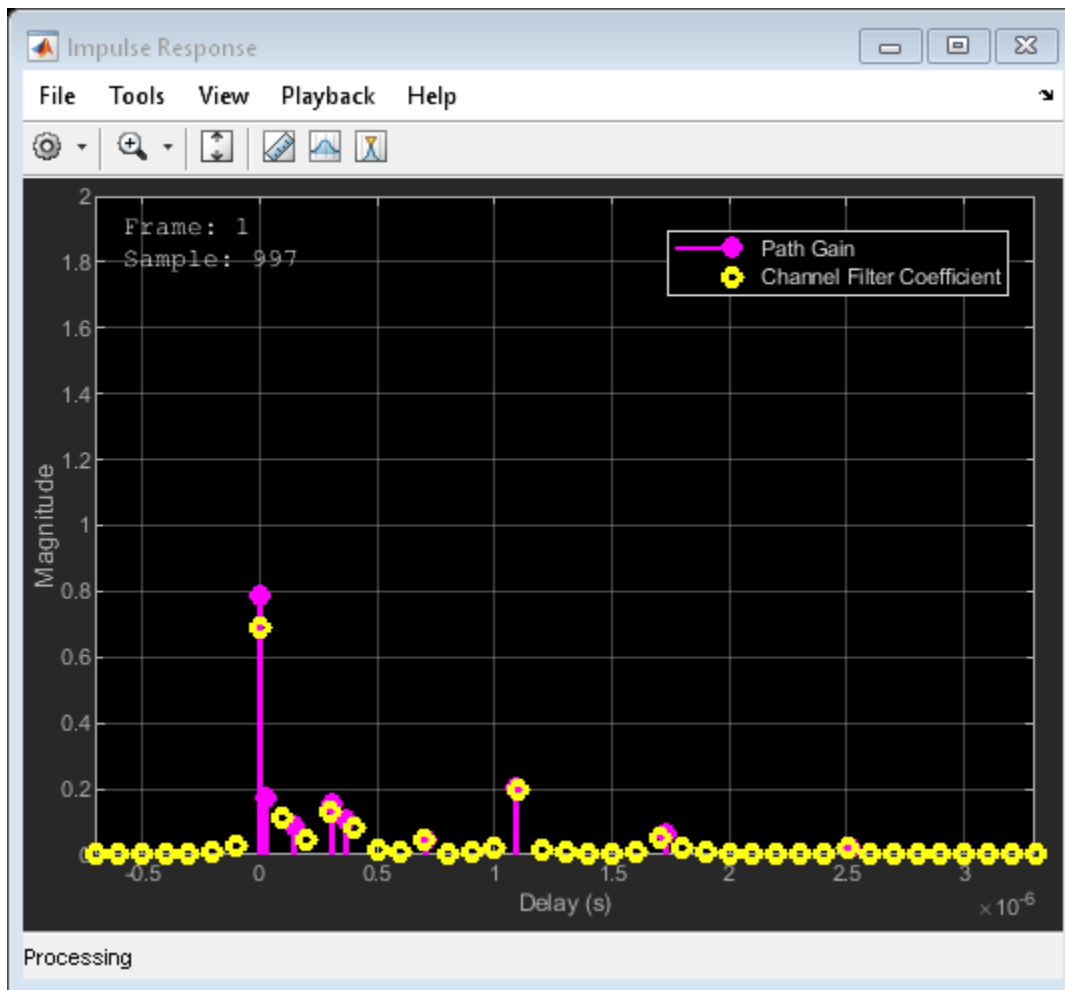 Impulse Response
File Tools View Playback Help
Frame: 1
Sample: 997
Path Gain
Channel Filter Coefficient
2
1.8
1.6
1.4
1.2
1
0.8
0.6
0.4
0.2
0
Magnitude
-0.5 0 0.5 1 1.5 2 2.5 3
Delay (s)
×10⁻⁶
Processing